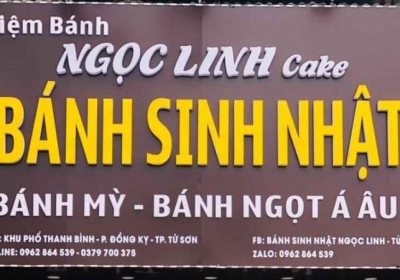 iệm Bánh
NGỌC LINH Cake
BÁNH SINH NHẬT
BÁNH MỲ - BÁNH NGỌT Á ÂU
: KHU PHỐ THANH BÌNH - P. ĐỒNG KỴ - TP. TỪ SƠN
LINE: 0962 864 539 - 0379 700 375
FB: BÁNH SINH NHẬT NGỌC LINH - TỪ
ZALO: 0962 864 539